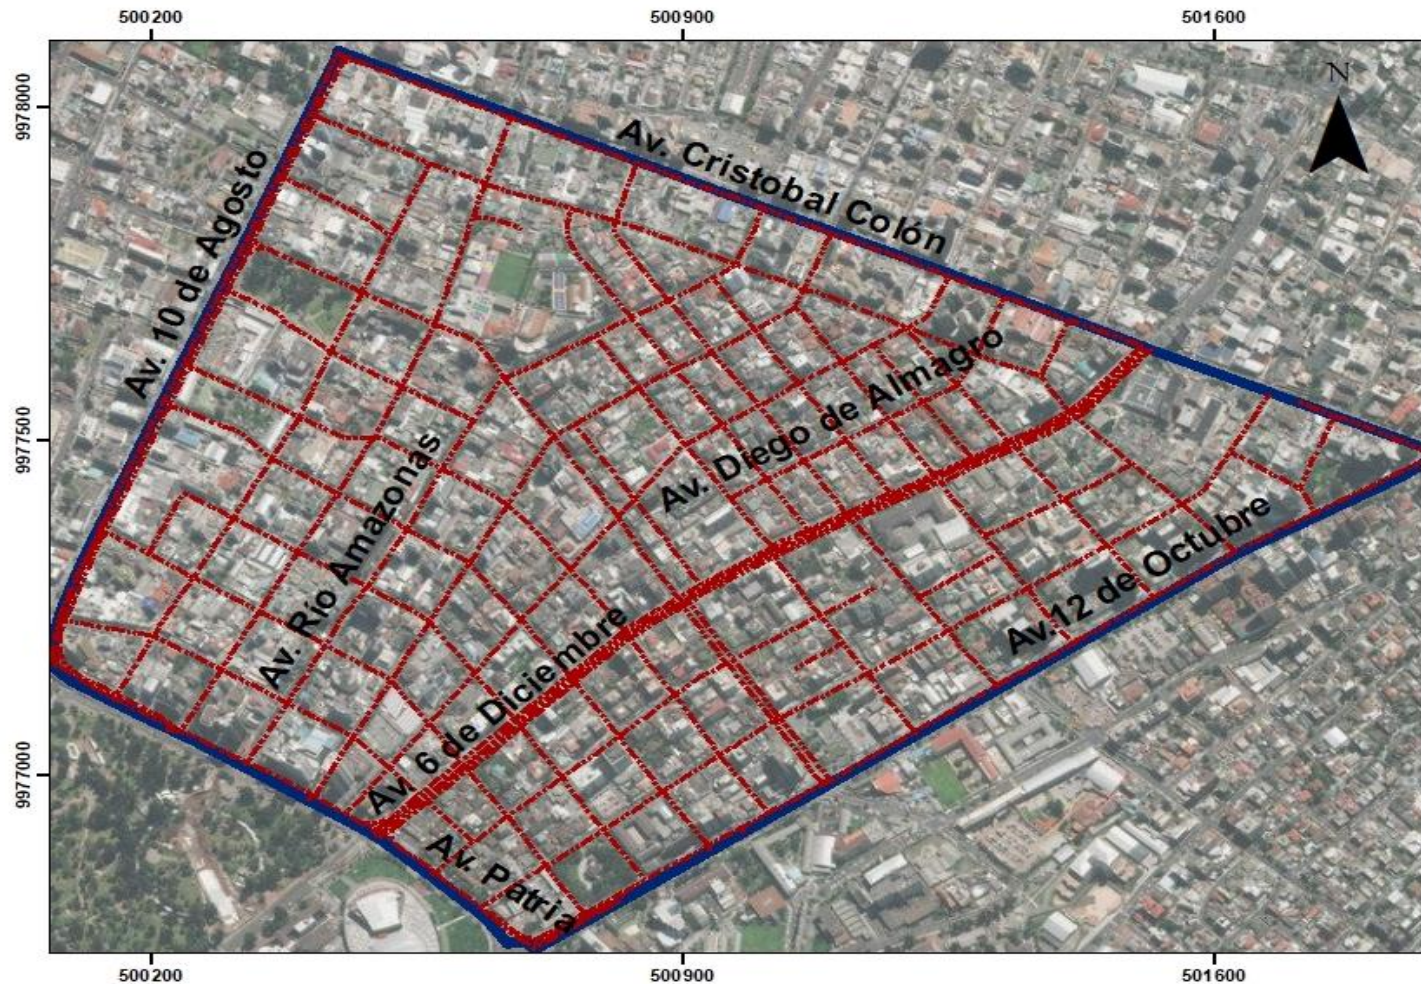 500200
500900
501600
N
9978000
Av. Cristobal Colón
Av. 10 de Agosto
Av. Diego de Almagro
9977500
Av. Río Amazonas
Av.12 de Octubre
Av. 6 de Diciembre
9977000
Av. Patria
500200
500900
501600